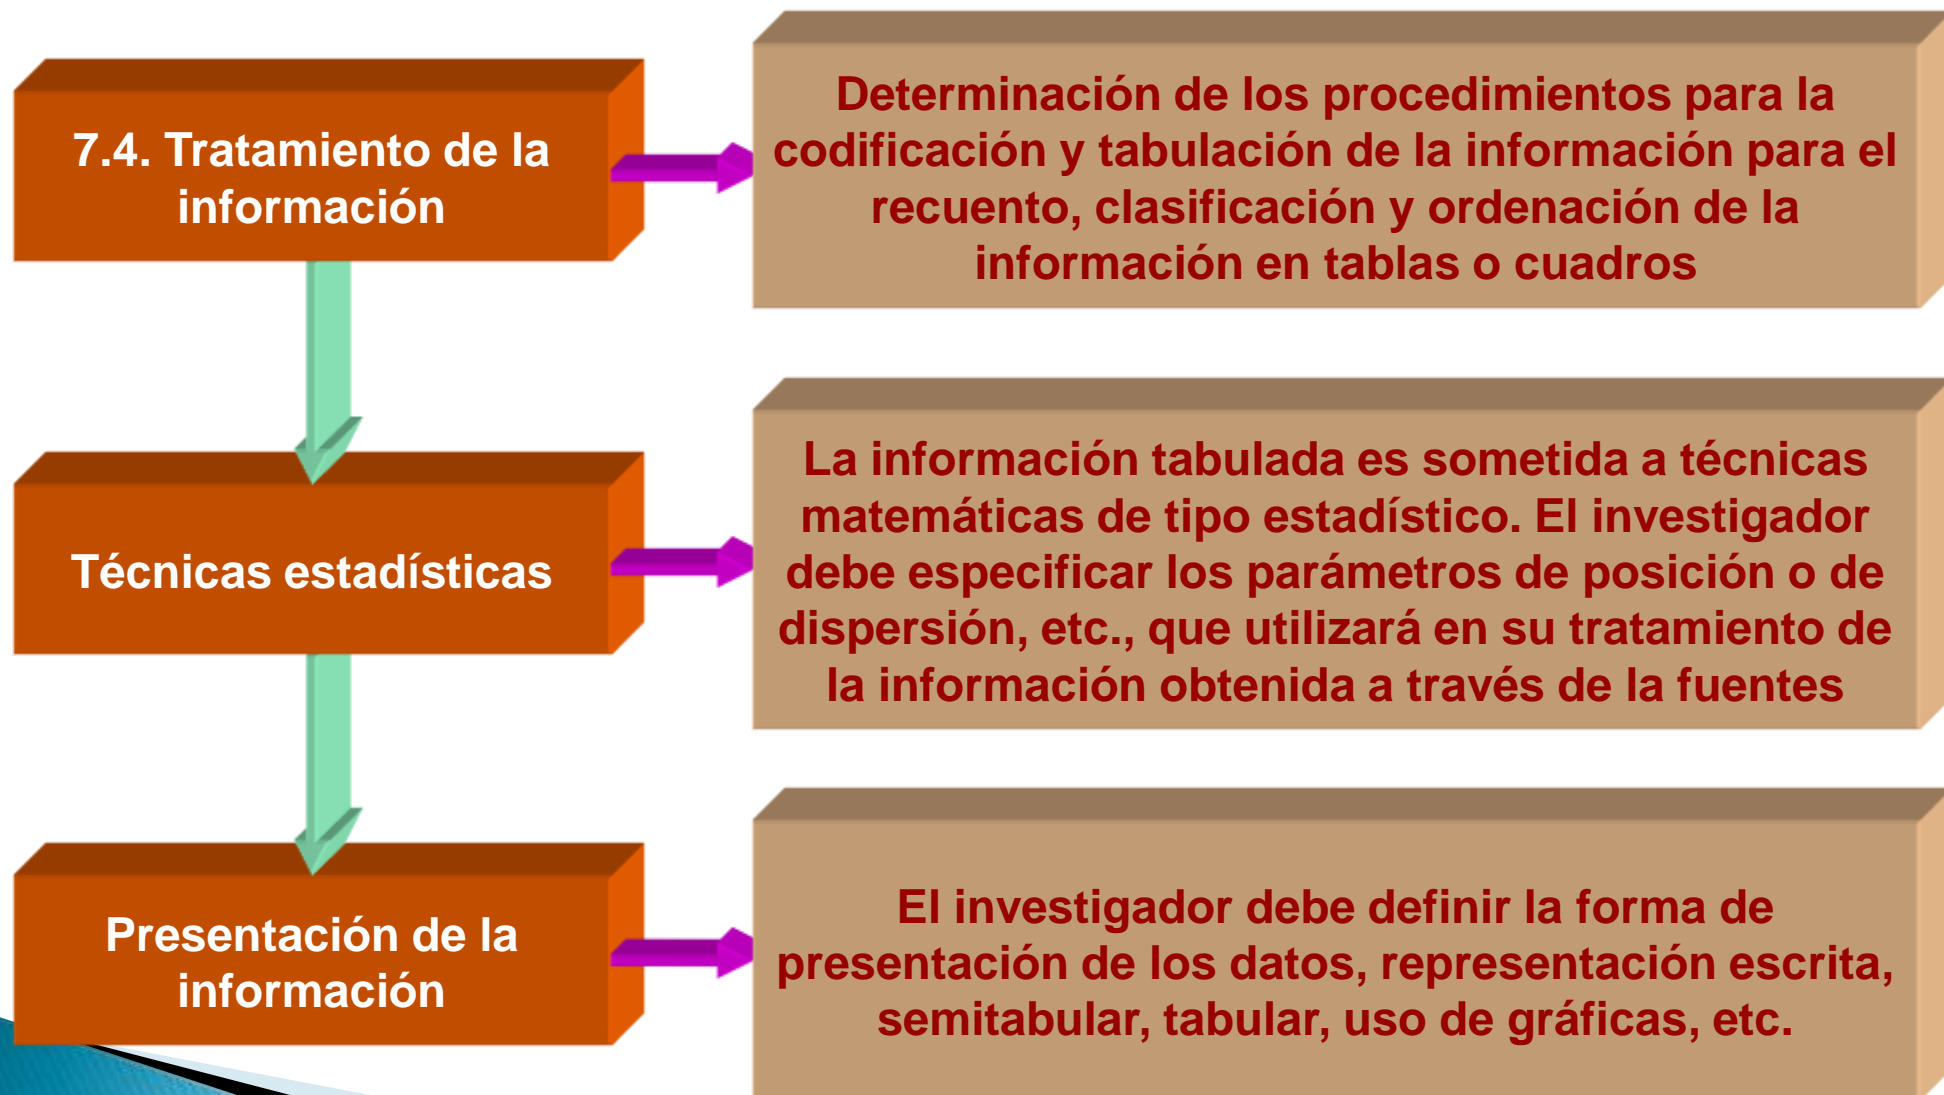 7.4. Tratamiento de la
información
Determinación de los procedimientos para la
codificación y tabulación de la información para el
recuento, clasificación y ordenación de la
información en tablas o cuadros
Técnicas estadísticas
La información tabulada es sometida a técnicas
matemáticas de tipo estadístico. El investigador
debe especificar los parámetros de posición o de
dispersión, etc., que utilizará en su tratamiento de
la información obtenida a través de la fuentes
Presentación de la
información
El investigador debe definir la forma de
presentación de los datos, representación escrita,
semitabular, tabular, uso de gráficas, etc.